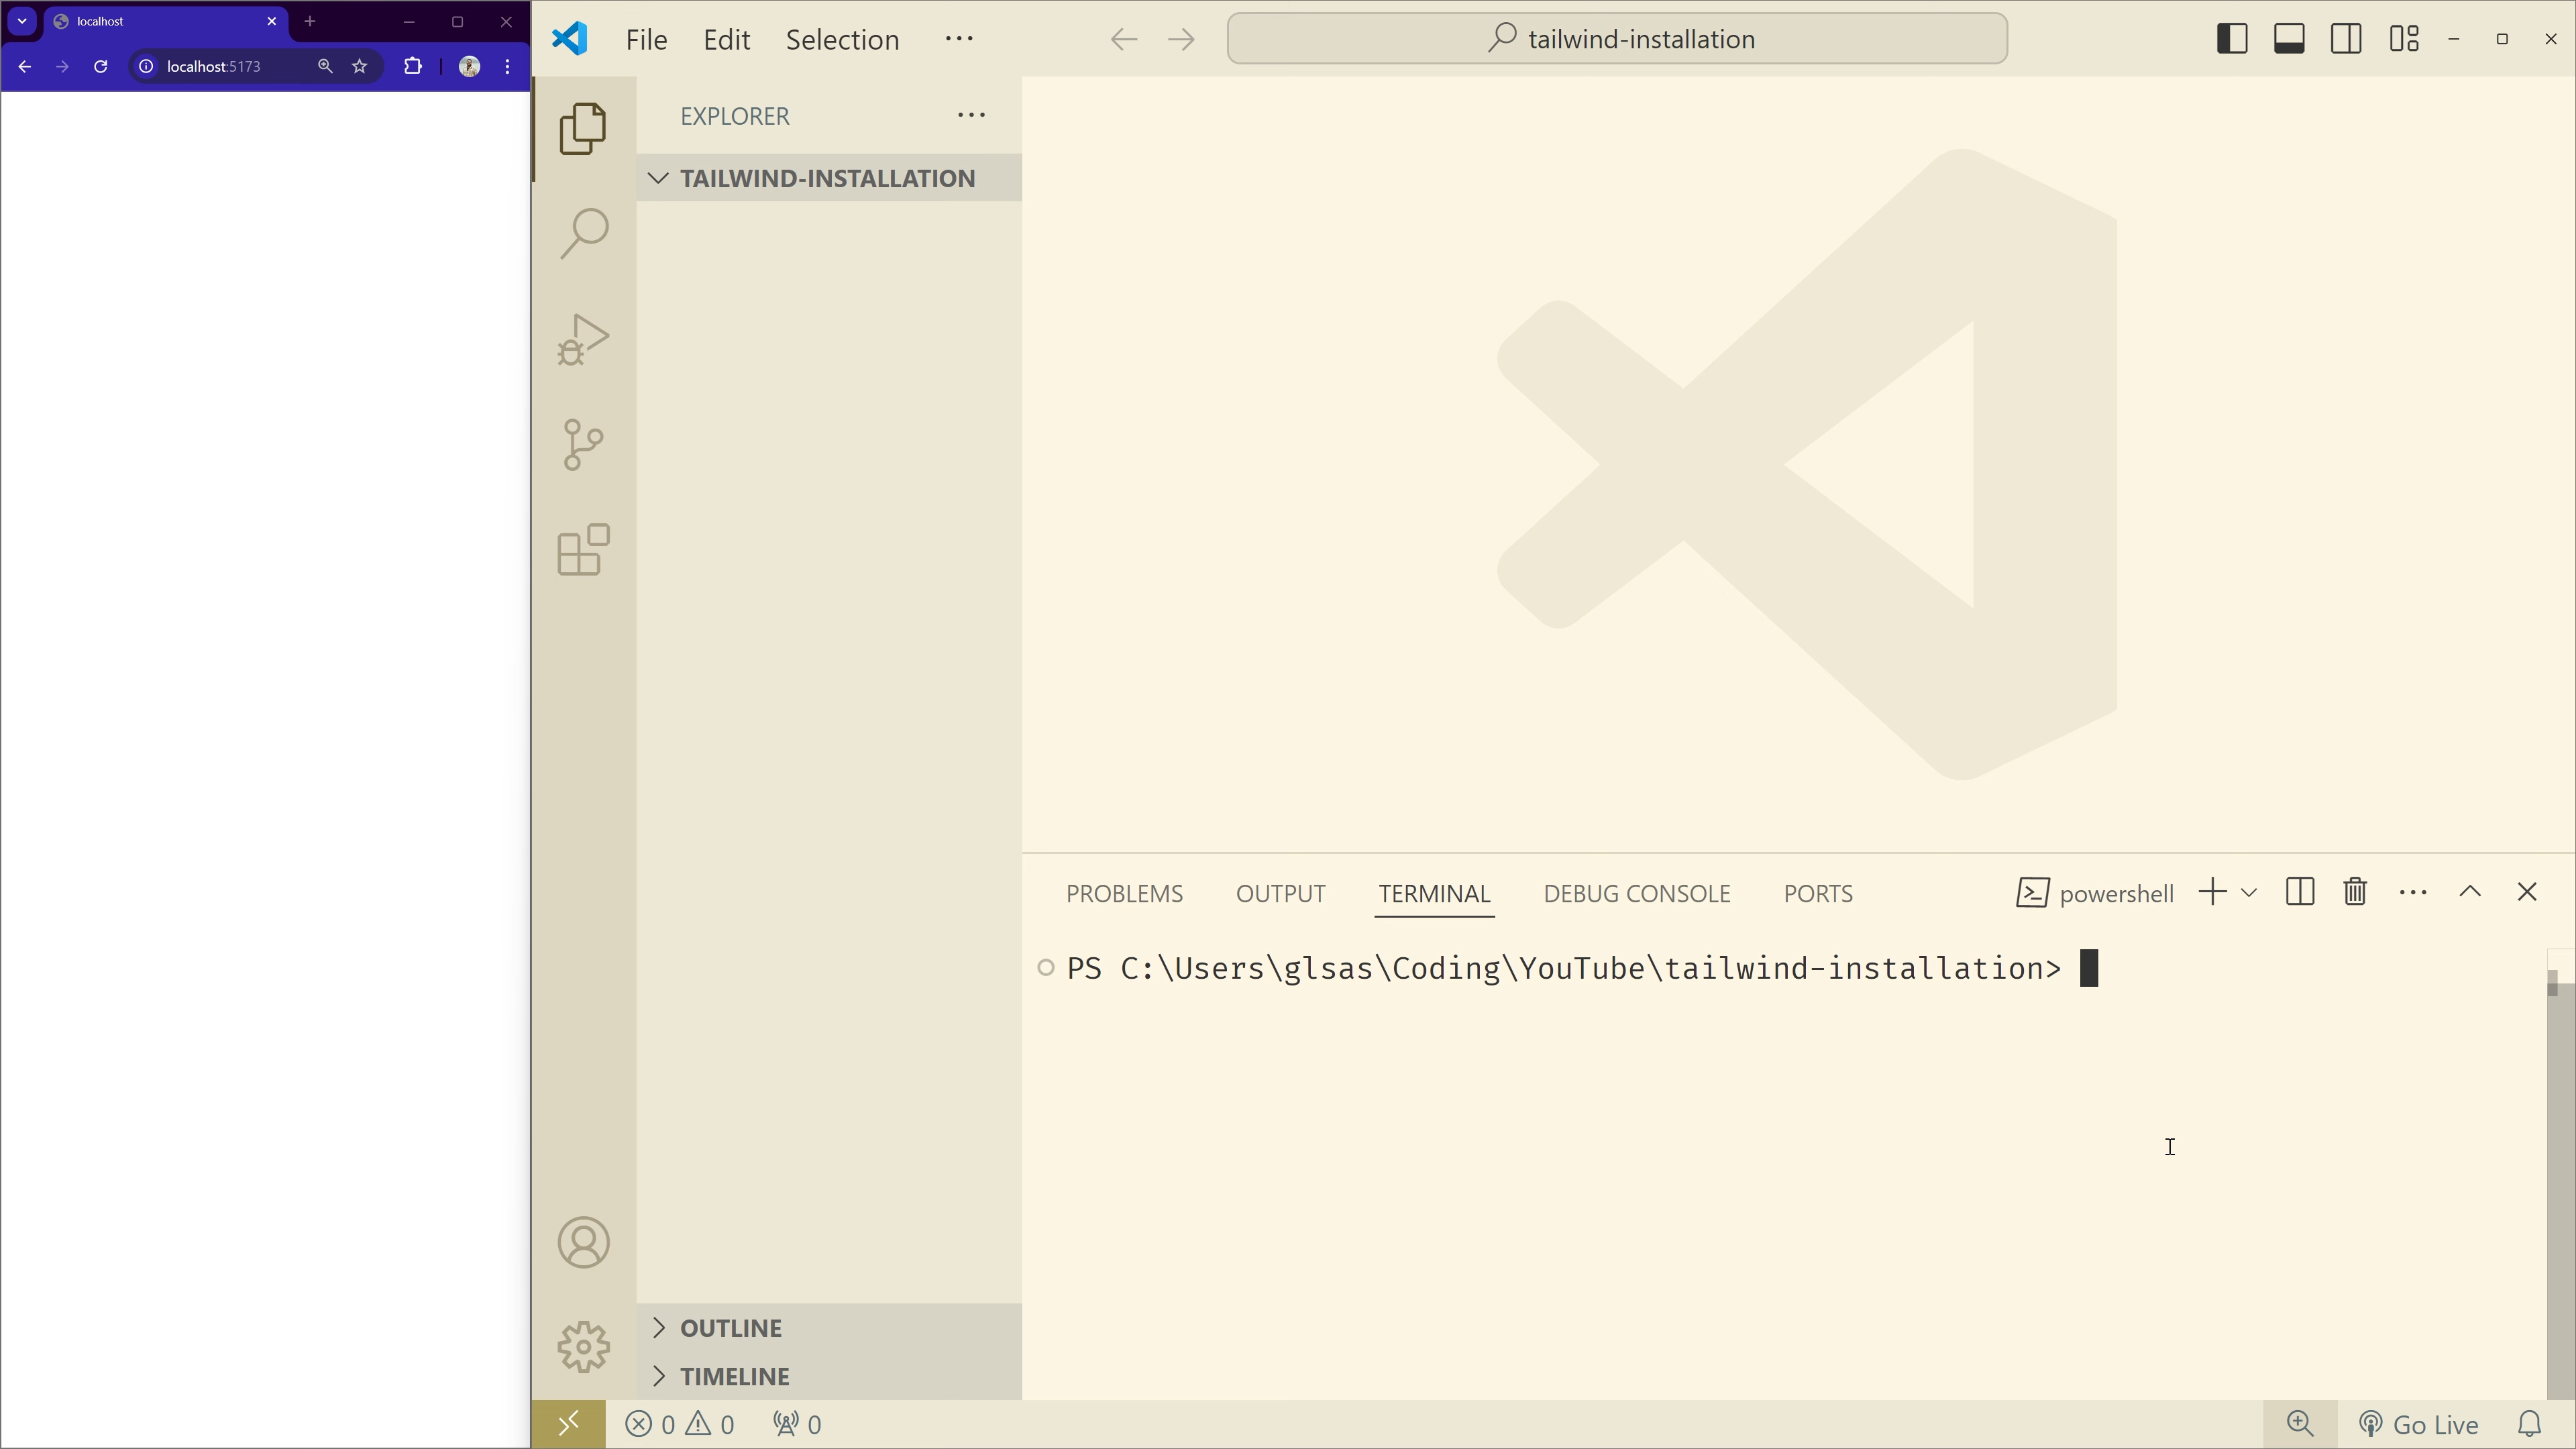 localhost
localhost:5173
File Edit Selection ···
tailwind-installation
EXPLORER
TAILWIND-INSTALLATION
OUTLINE
TIMELINE
PROBLEMS OUTPUT TERMINAL DEBUG CONSOLE PORTS
powershell
PS C:\Users\glsas\Coding\YouTube\tailwind-installation>
0 0 0
Go Live